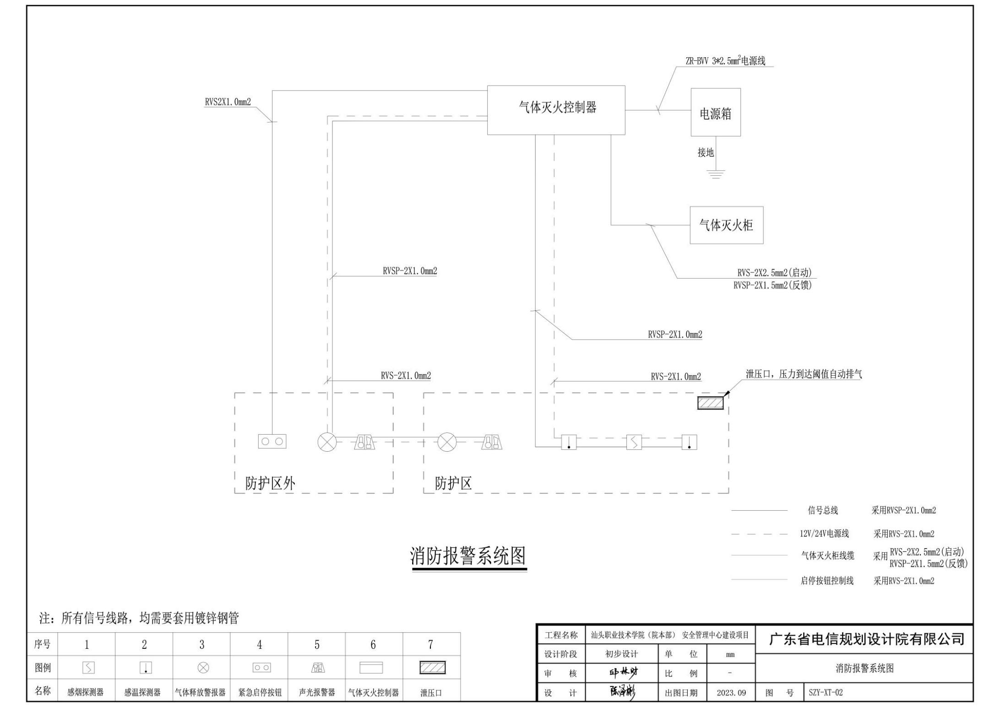 ZR-BVV 3*2.5mm²电源线
RVS2X1.0mm2
气体灭火控制器
电源箱
接地
气体灭火柜
RVSP-2X1.0mm2
RVS-2X2.5mm2(启动)
RVSP-2X1.5mm2(反馈)
RVSP-2X1.0mm2
RVS-2X1.0mm2
RVS-2X1.0mm2
泄压口，压力到达阈值自动排气
防护区外
防护区
信号总线 采用RVSP-2X1.0mm2
12V/24V电源线 采用RVS-2X1.0mm2
气体灭火柜线缆 采用 RVS-2X2.5mm2(启动)
RVSP-2X1.5mm2(反馈)
启停按钮控制线 采用RVS-2X1.0mm2
消防报警系统图
注：所有信号线路，均需要套用镀锌钢管
序号 1 2 3 4 5 6 7
图例
名称 感烟探测器 感温探测器 气体释放警报器 紧急启停按钮 声光报警器 气体灭火控制器 泄压口
工程名称 汕头职业技术学院（院本部） 安全管理中心建设项目
广东省电信规划设计院有限公司
设计阶段 初步设计 单 位 mm
消防报警系统图
审 核 比 例 -
设 计 出图日期 2023.09 图 号 SZY-XT-02